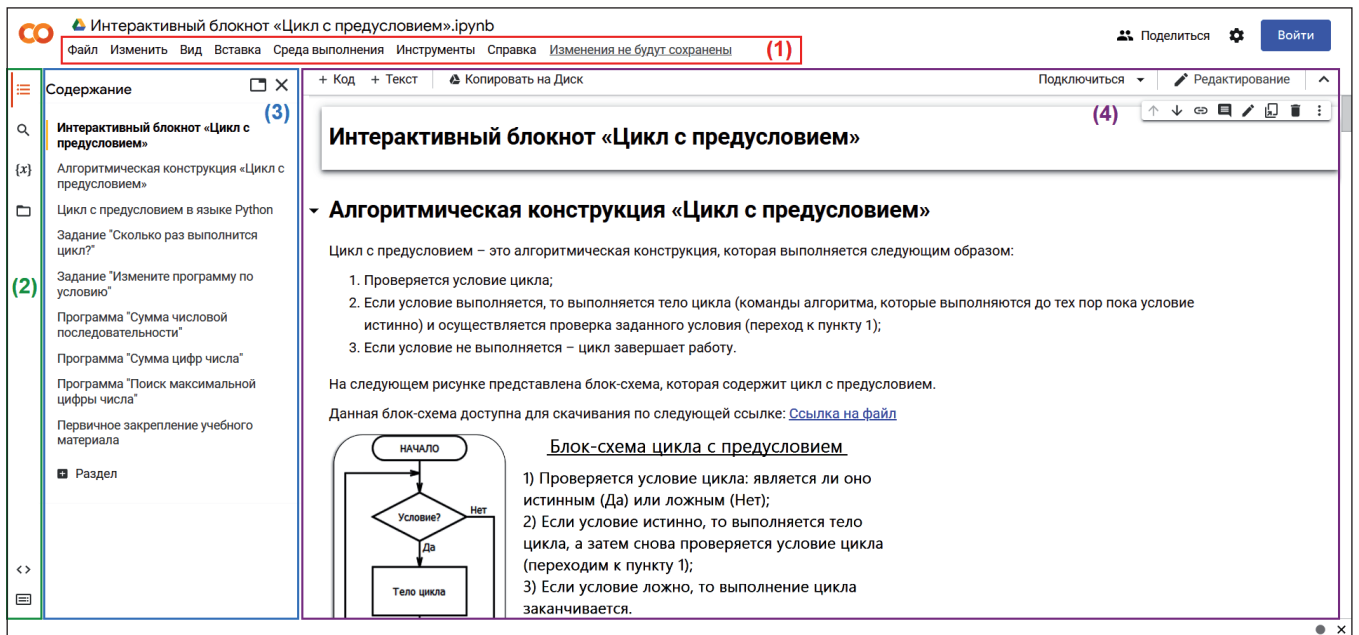 Интерактивный блокнот «Цикл с предусловием».ipynb
Файл Изменить Вид Вставка Среда выполнения Инструменты Справка Изменения не будут сохранены (1)
Поделиться Войти
(2)
Содержание
(3)
Интерактивный блокнот «Цикл с
предусловием»
Алгоритмическая конструкция «Цикл с
предусловием»
Цикл с предусловием в языке Python
Задание "Сколько раз выполнится
цикл?"
Задание "Измените программу по
условию"
Программа "Сумма числовой
последовательности"
Программа "Сумма цифр числа"
Программа "Поиск максимальной
цифры числа"
Первичное закрепление учебного
материала
Раздел
{x}
<>
+ Код + Текст Копировать на Диск Подключиться Редактирование
(4)
Интерактивный блокнот «Цикл с предусловием»
Алгоритмическая конструкция «Цикл с предусловием»
Цикл с предусловием – это алгоритмическая конструкция, которая выполняется следующим образом:
1. Проверяется условие цикла;
2. Если условие выполняется, то выполняется тело цикла (команды алгоритма, которые выполняются до тех пор пока условие
истинно) и осуществляется проверка заданного условия (переход к пункту 1);
3. Если условие не выполняется – цикл завершает работу.
На следующем рисунке представлена блок-схема, которая содержит цикл с предусловием.
Данная блок-схема доступна для скачивания по следующей ссылке: Ссылка на файл
НАЧАЛО
Условие?
Нет
Да
Тело цикла
Блок-схема цикла с предусловием
1) Проверяется условие цикла: является ли оно
истинным (Да) или ложным (Нет);
2) Если условие истинно, то выполняется тело
цикла, а затем снова проверяется условие цикла
(переходим к пункту 1);
3) Если условие ложно, то выполнение цикла
заканчивается.